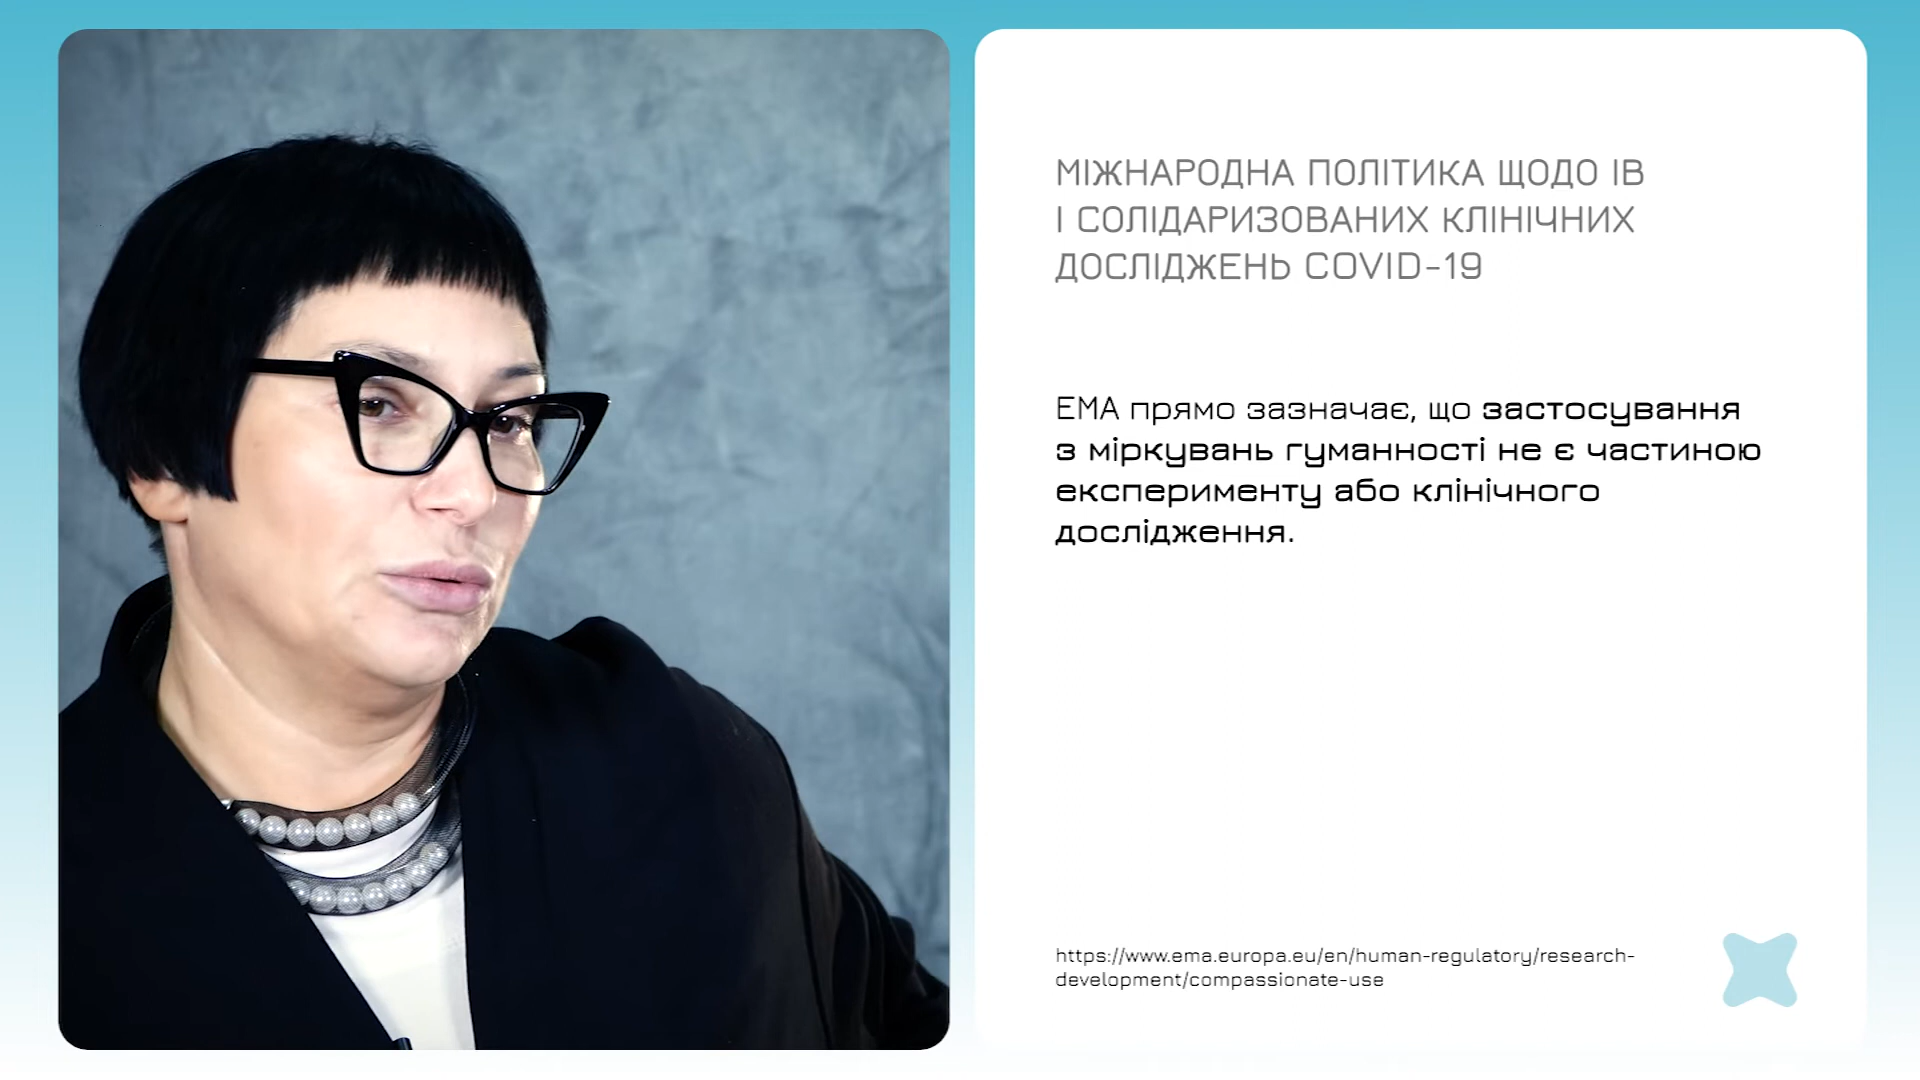 МІЖНАРОДНА ПОЛІТИКА ЩОДО ІВ
І СОЛІДАРИЗОВАНИХ КЛІНІЧНИХ
ДОСЛІДЖЕНЬ COVID-19
ЕМА прямо зазначає, що застосування
з міркувань гуманності не є частиною
експерименту або клінічного
дослідження.
https://www.ema.europa.eu/en/human-regulatory/research-
development/compassionate-use